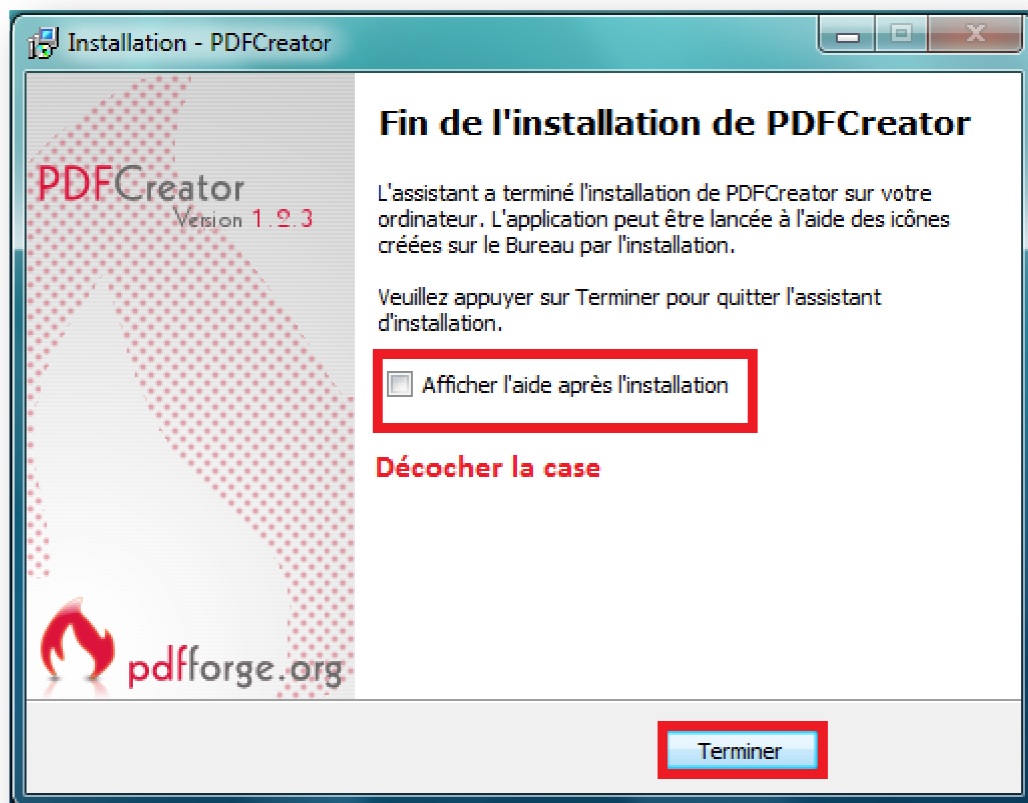 Installation - PDFCreator
PDFCreator
Version 1.2.3
Fin de l'installation de PDFCreator
L'assistant a terminé l'installation de PDFCreator sur votre
ordinateur. L'application peut être lancée à l'aide des icônes
créées sur le Bureau par l'installation.
Veuillez appuyer sur Terminer pour quitter l'assistant
d'installation.
Afficher l'aide après l'installation
Décocher la case
pdfforge.org
Terminer